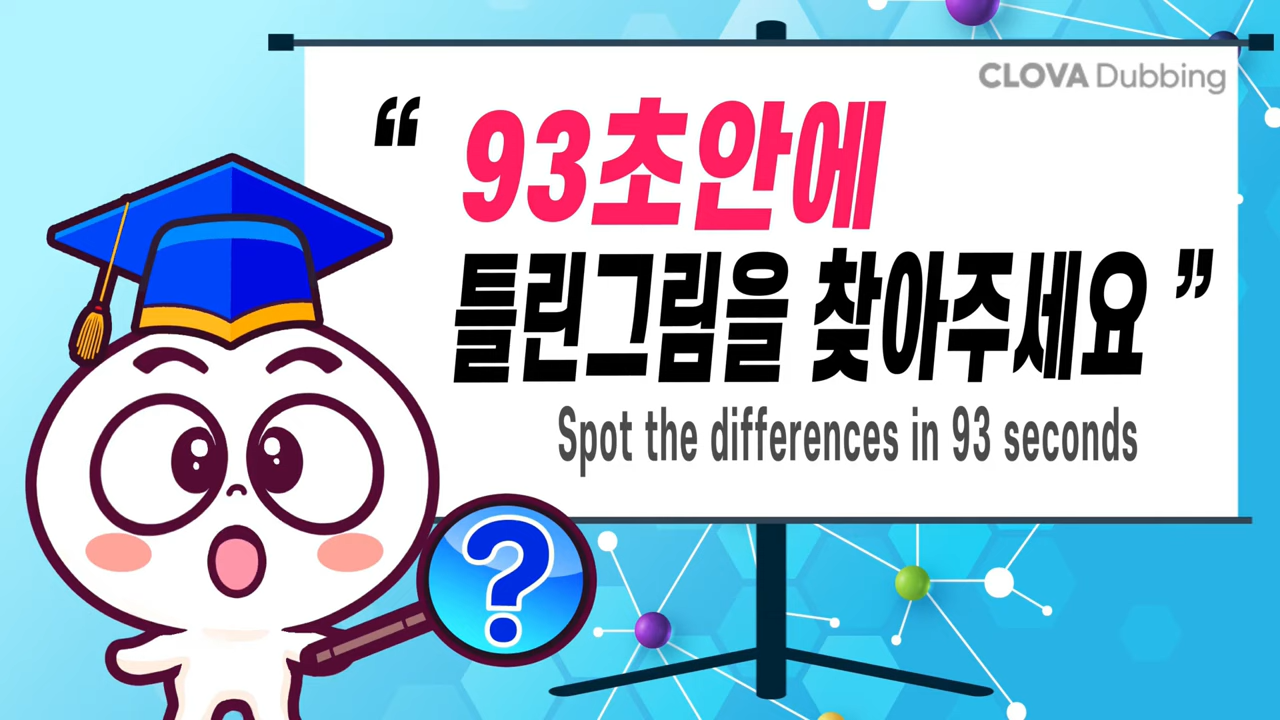 CLOVA Dubbing
“ 93초안에
틀린그림을 찾아주세요 ”
Spot the differences in 93 seconds
?